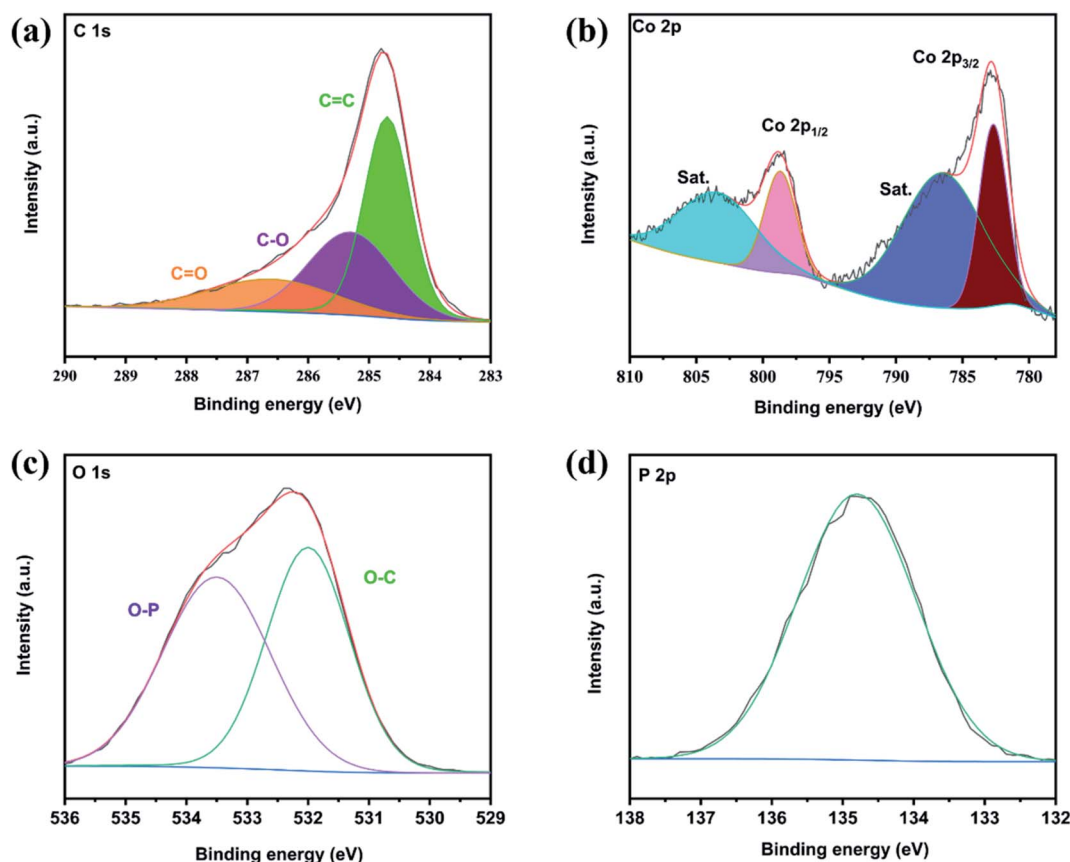 (a)
C 1s
C=C
C-O
C=O
Intensity (a.u.)
290 289 288 287 286 285 284 283
Binding energy (eV)
(b)
Co 2p
Co 2p3/2
Co 2p1/2
Sat.
Sat.
Intensity (a.u.)
810 805 800 795 790 785 780
Binding energy (eV)
(c)
O 1s
O-P
O-C
Intensity (a.u.)
536 535 534 533 532 531 530 529
Binding energy (eV)
(d)
P 2p
Intensity (a.u.)
138 137 136 135 134 133 132
Binding energy (eV)